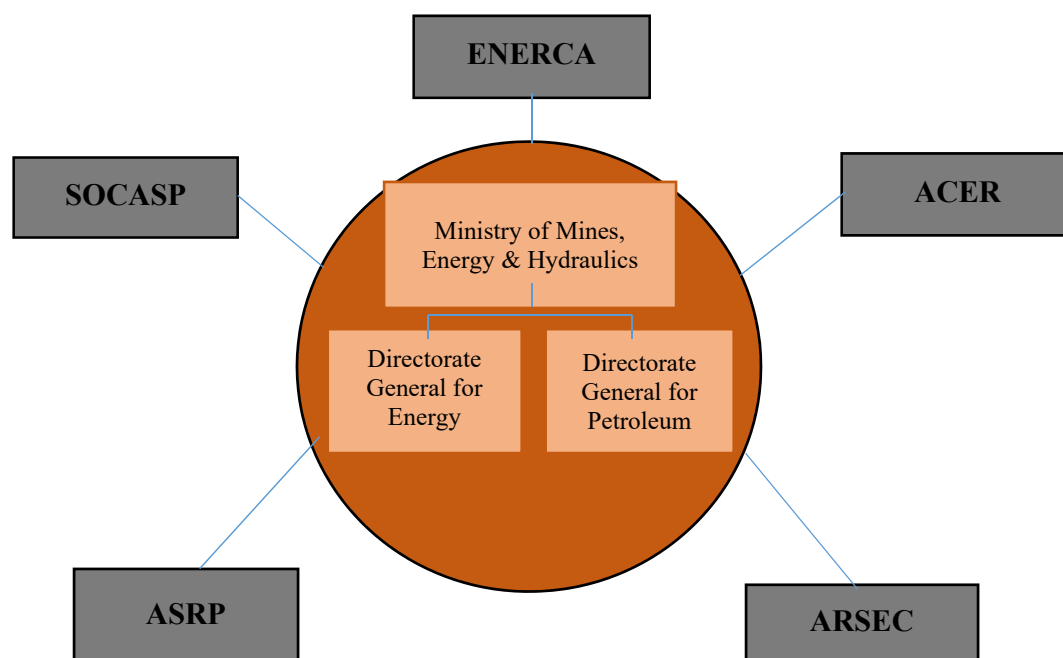 ENERCA
SOCASP
ACER
Ministry of Mines,
Energy & Hydraulics
Directorate
General for
Energy
Directorate
General for
Petroleum
ASRP
ARSEC